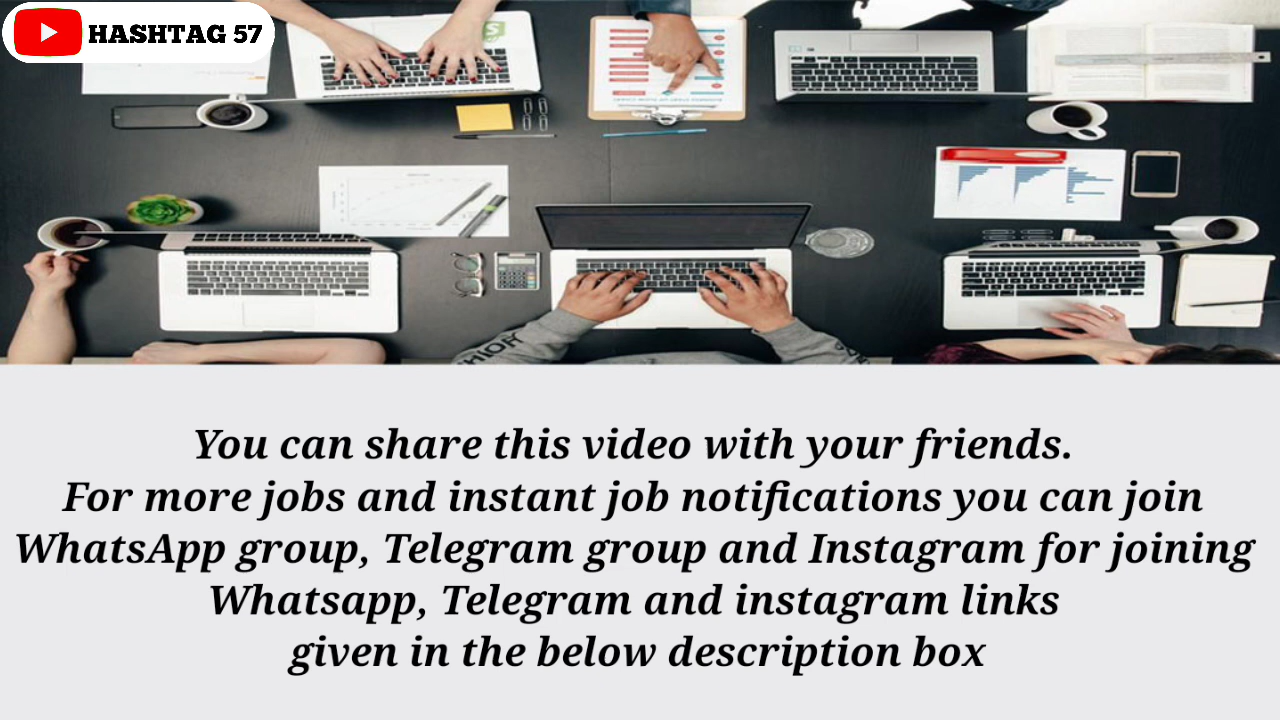 HASHTAG 57
You can share this video with your friends.
For more jobs and instant job notifications you can join
WhatsApp group, Telegram group and Instagram for joining
Whatsapp, Telegram and instagram links
given in the below description box